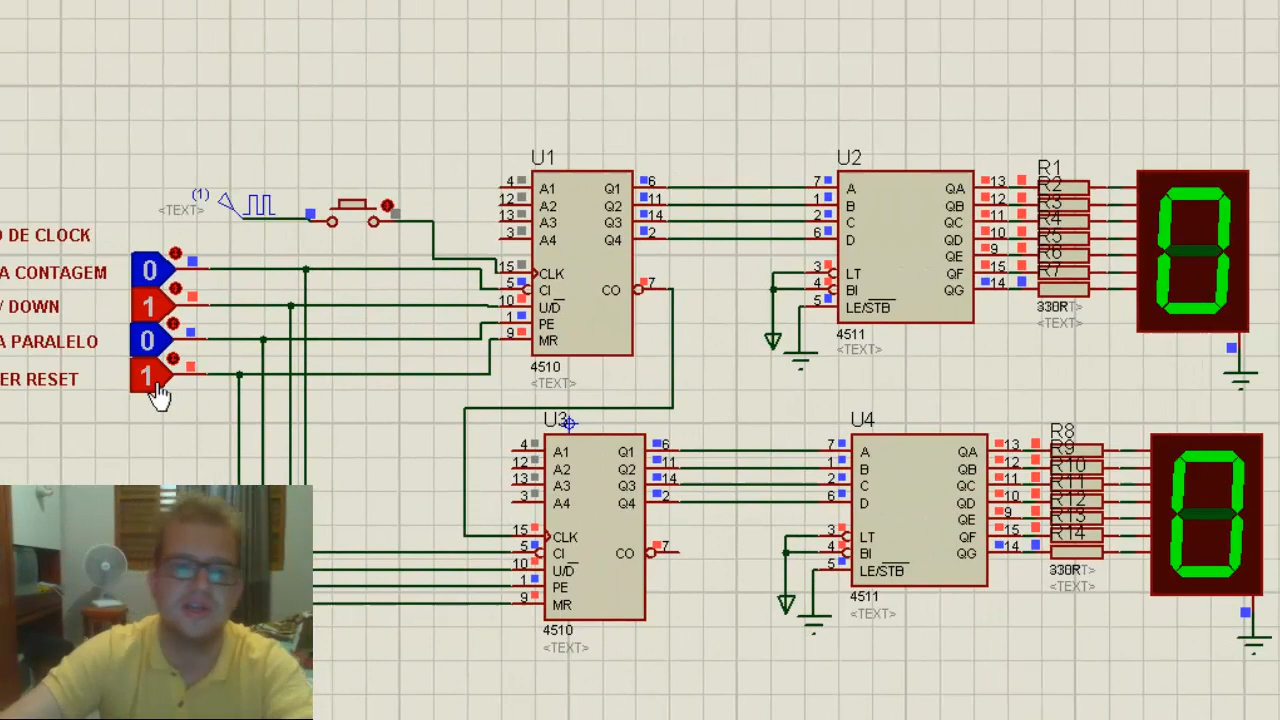 (1)
<TEXT>
O DE CLOCK
A CONTAGEM
/ DOWN
A PARALELO
ER RESET
0
1
0
1
U1
4 A1 Q1 6
12 A2 Q2 11
13 A3 Q3 14
3 A4 Q4 2
15 CLK
5 CI CO 7
10 U/D
1 PE
9 MR
4510
<TEXT>
U2
7 A QA 13
1 B QB 12
2 C QC 11
6 D QD 10
QE 9
3 LT QF 15
4 BI QG 14
5 LE/STB
4511
<TEXT>
R1
R2
R3
R4
R5
R6
R7
330R
<TEXT>
0
U3
4 A1 Q1 6
12 A2 Q2 11
13 A3 Q3 14
3 A4 Q4 2
15 CLK
5 CI CO 7
10 U/D
1 PE
9 MR
4510
<TEXT>
U4
7 A QA 13
1 B QB 12
2 C QC 11
6 D QD 10
QE 9
3 LT QF 15
4 BI QG 14
5 LE/STB
4511
<TEXT>
R8
R9
R10
R11
R12
R13
R14
330R
<TEXT>
0